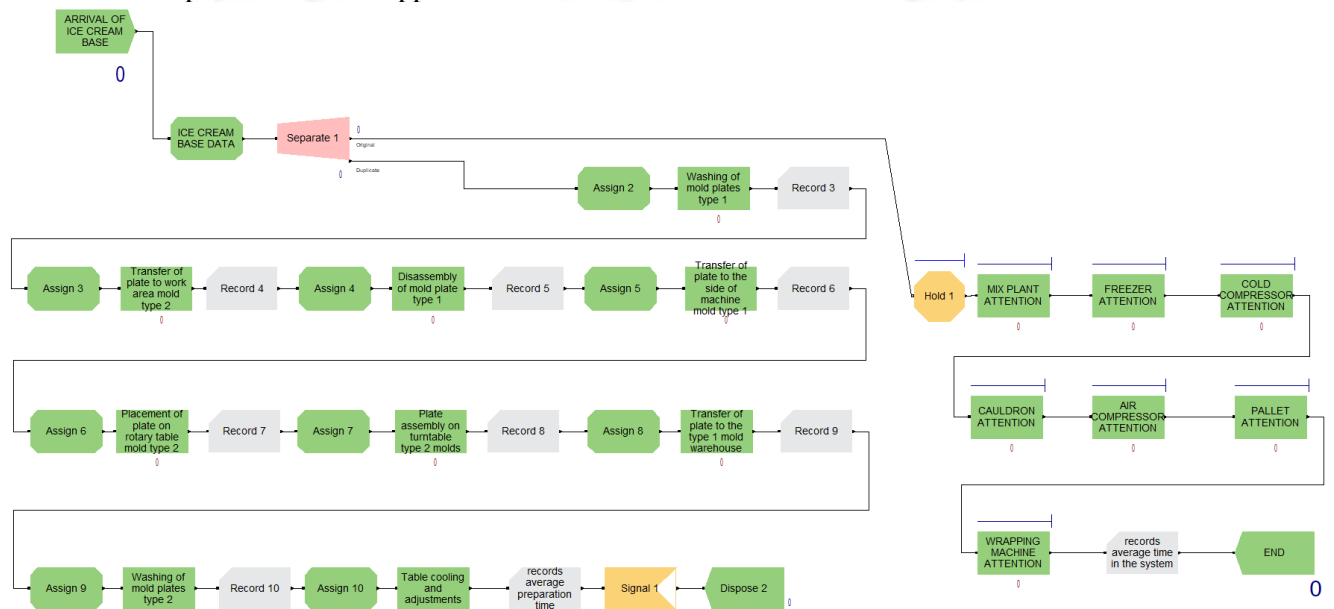 ARRIVAL OF
ICE CREAM
BASE
0
ICE CREAM
BASE DATA
Separate 1
0
Original
0
Duplicate
Assign 2
Washing of
mold plates
type 1
0
Record 3
Assign 3
Transfer of
plate to work
area mold
type 2
0
Record 4
Assign 4
Disassembly
of mold plate
type 1
0
Record 5
Assign 5
Transfer of
plate to the
side of
machine
mold type 1
0
Record 6
Hold 1
MIX PLANT
ATTENTION
0
FREEZER
ATTENTION
0
COLD
COMPRESSOR
ATTENTION
0
Assign 6
Placement of
plate on
rotary table
mold type 2
0
Record 7
Assign 7
Plate
assembly on
turntable
type 2 molds
0
Record 8
Assign 8
Transfer of
plate to the
type 1 mold
warehouse
0
Record 9
CAULDRON
ATTENTION
0
AIR
COMPRESSOR
ATTENTION
0
PALLET
ATTENTION
0
Assign 9
Washing of
mold plates
type 2
Record 10
Assign 10
Table cooling
and
adjustments
records
average
preparation
time
Signal 1
Dispose 2
0
WRAPPING
MACHINE
ATTENTION
0
records
average time
in the system
END
0